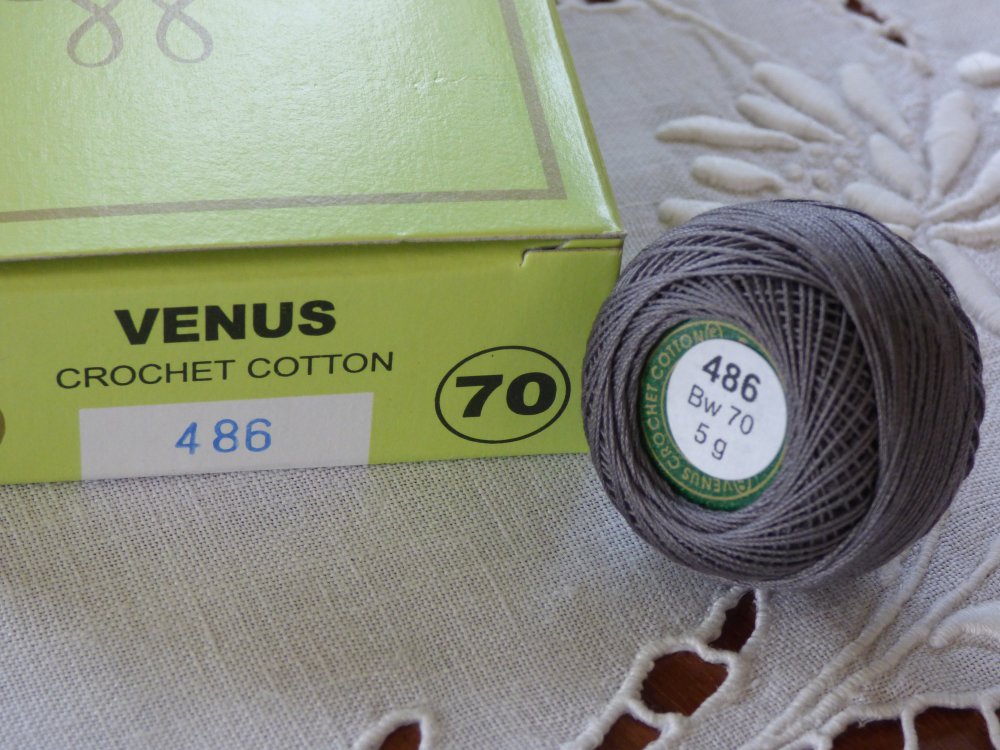 VENUS
CROCHET COTTON
486
70
486
Bw 70
5 g
VENUS CROCHET COTTON